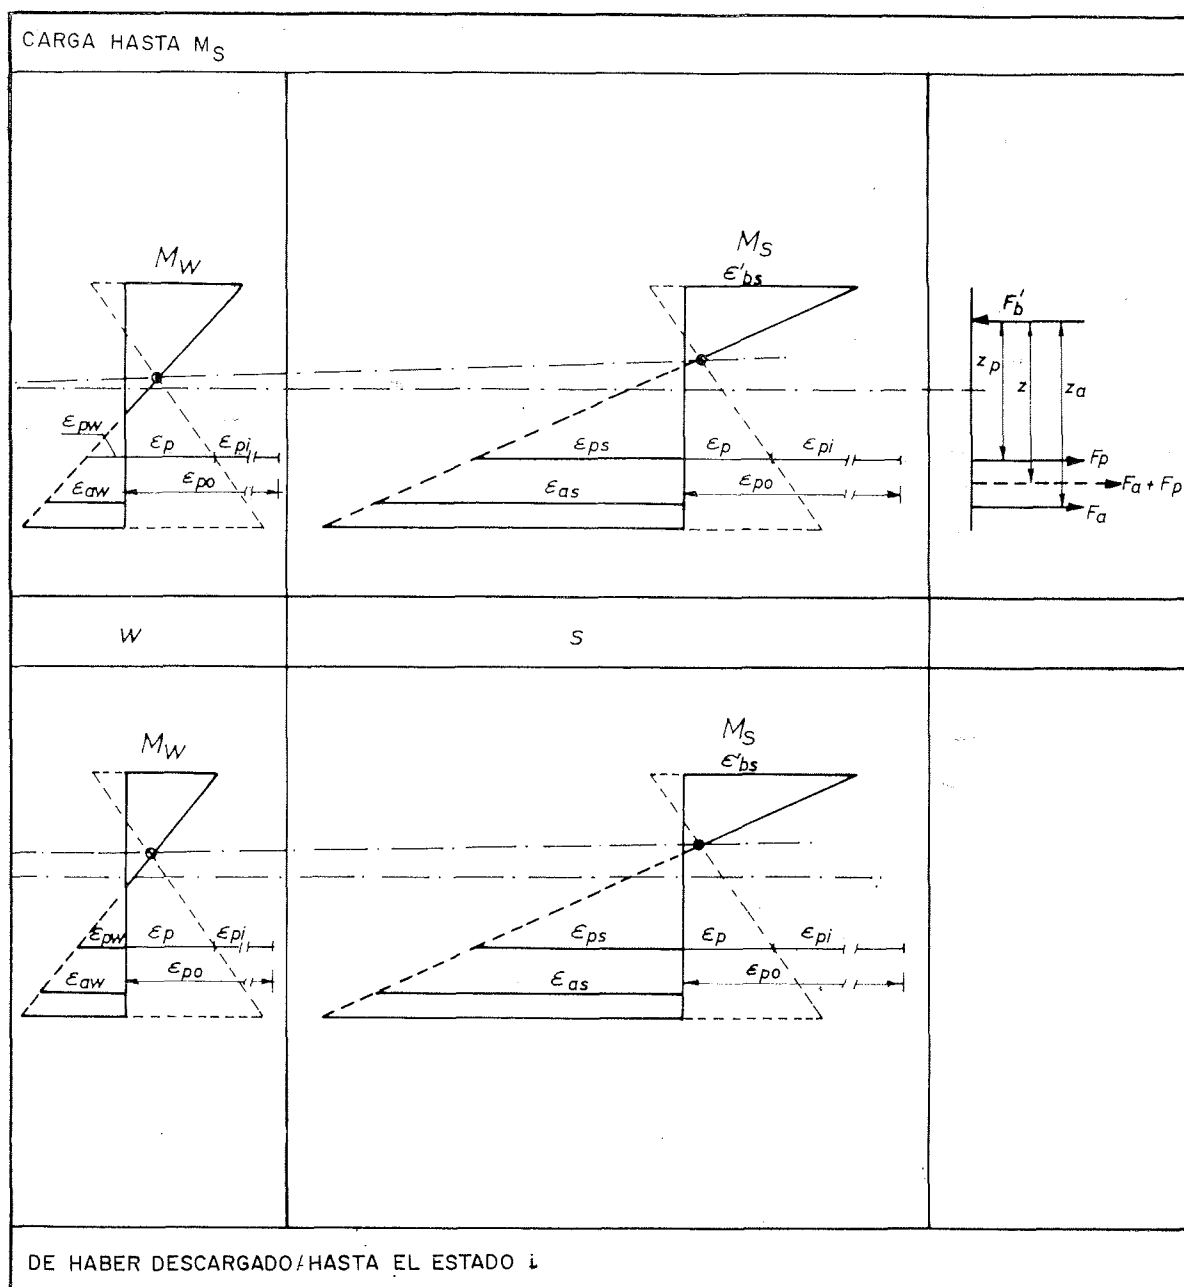 CARGA HASTA M_S
M_W
M_S
ε'_bs
F_b'
z_p
z
z_a
ε_pw
ε_p
ε_pi
ε_ps
ε_p
ε_pi
F_p
ε_aw
ε_po
ε_as
ε_po
F_a + F_p
F_a
W
S
M_W
M_S
ε'_bs
ε_pw
ε_p
ε_pi
ε_ps
ε_p
ε_pi
ε_aw
ε_po
ε_as
ε_po
DE HABER DESCARGADO/HASTA EL ESTADO i